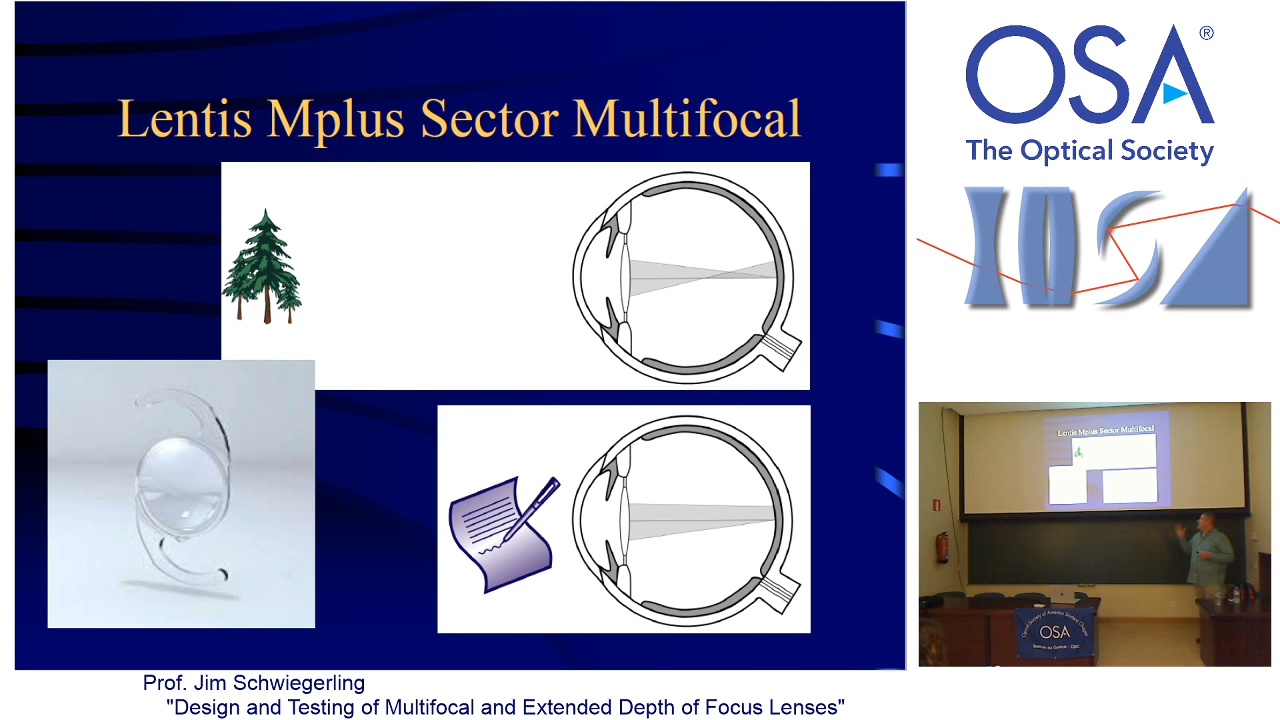 Lentis Mplus Sector Multifocal
OSA®
The Optical Society
IOSA
Lentis Mplus Sector Multifocal
OSA
Prof. Jim Schwiegerling
"Design and Testing of Multifocal and Extended Depth of Focus Lenses"